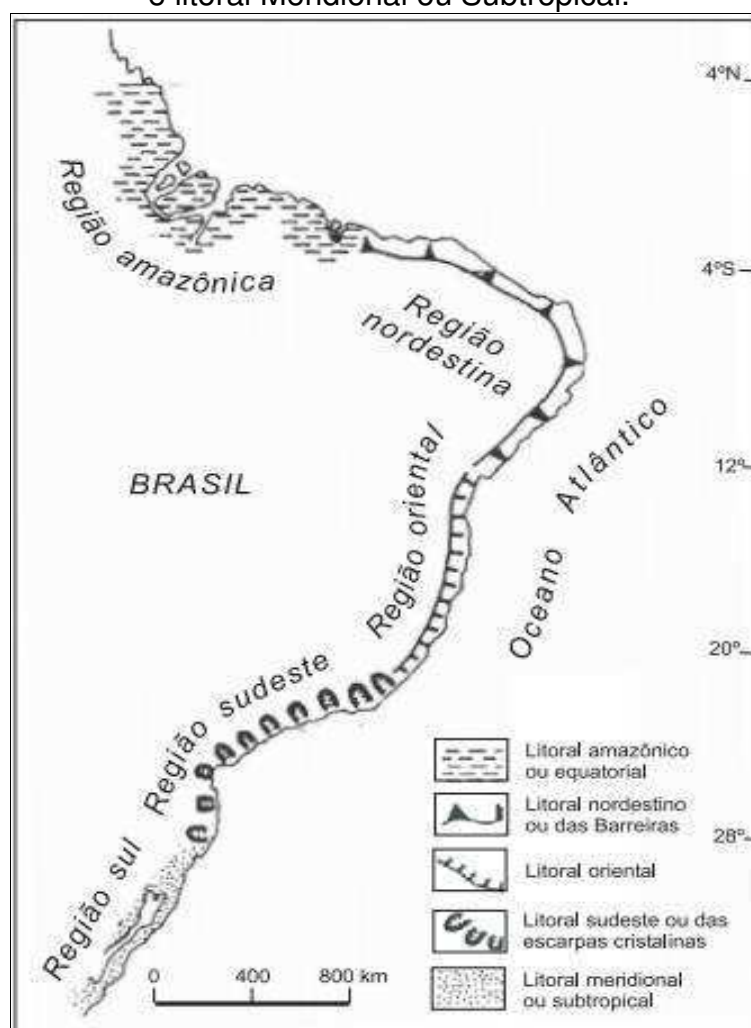 o litoral Meridional ou Subtropical.
4ºN
Região amazônica
4ºS
Região
nordestina
Oceano Atlântico
12º
BRASIL
Região oriental
20º
Região sudeste
Litoral amazônico
ou equatorial
Litoral nordestino
ou das Barreiras
28º
Região sul
Litoral oriental
Litoral sudeste ou das
escarpas cristalinas
0 400 800 km
Litoral meridional
ou subtropical